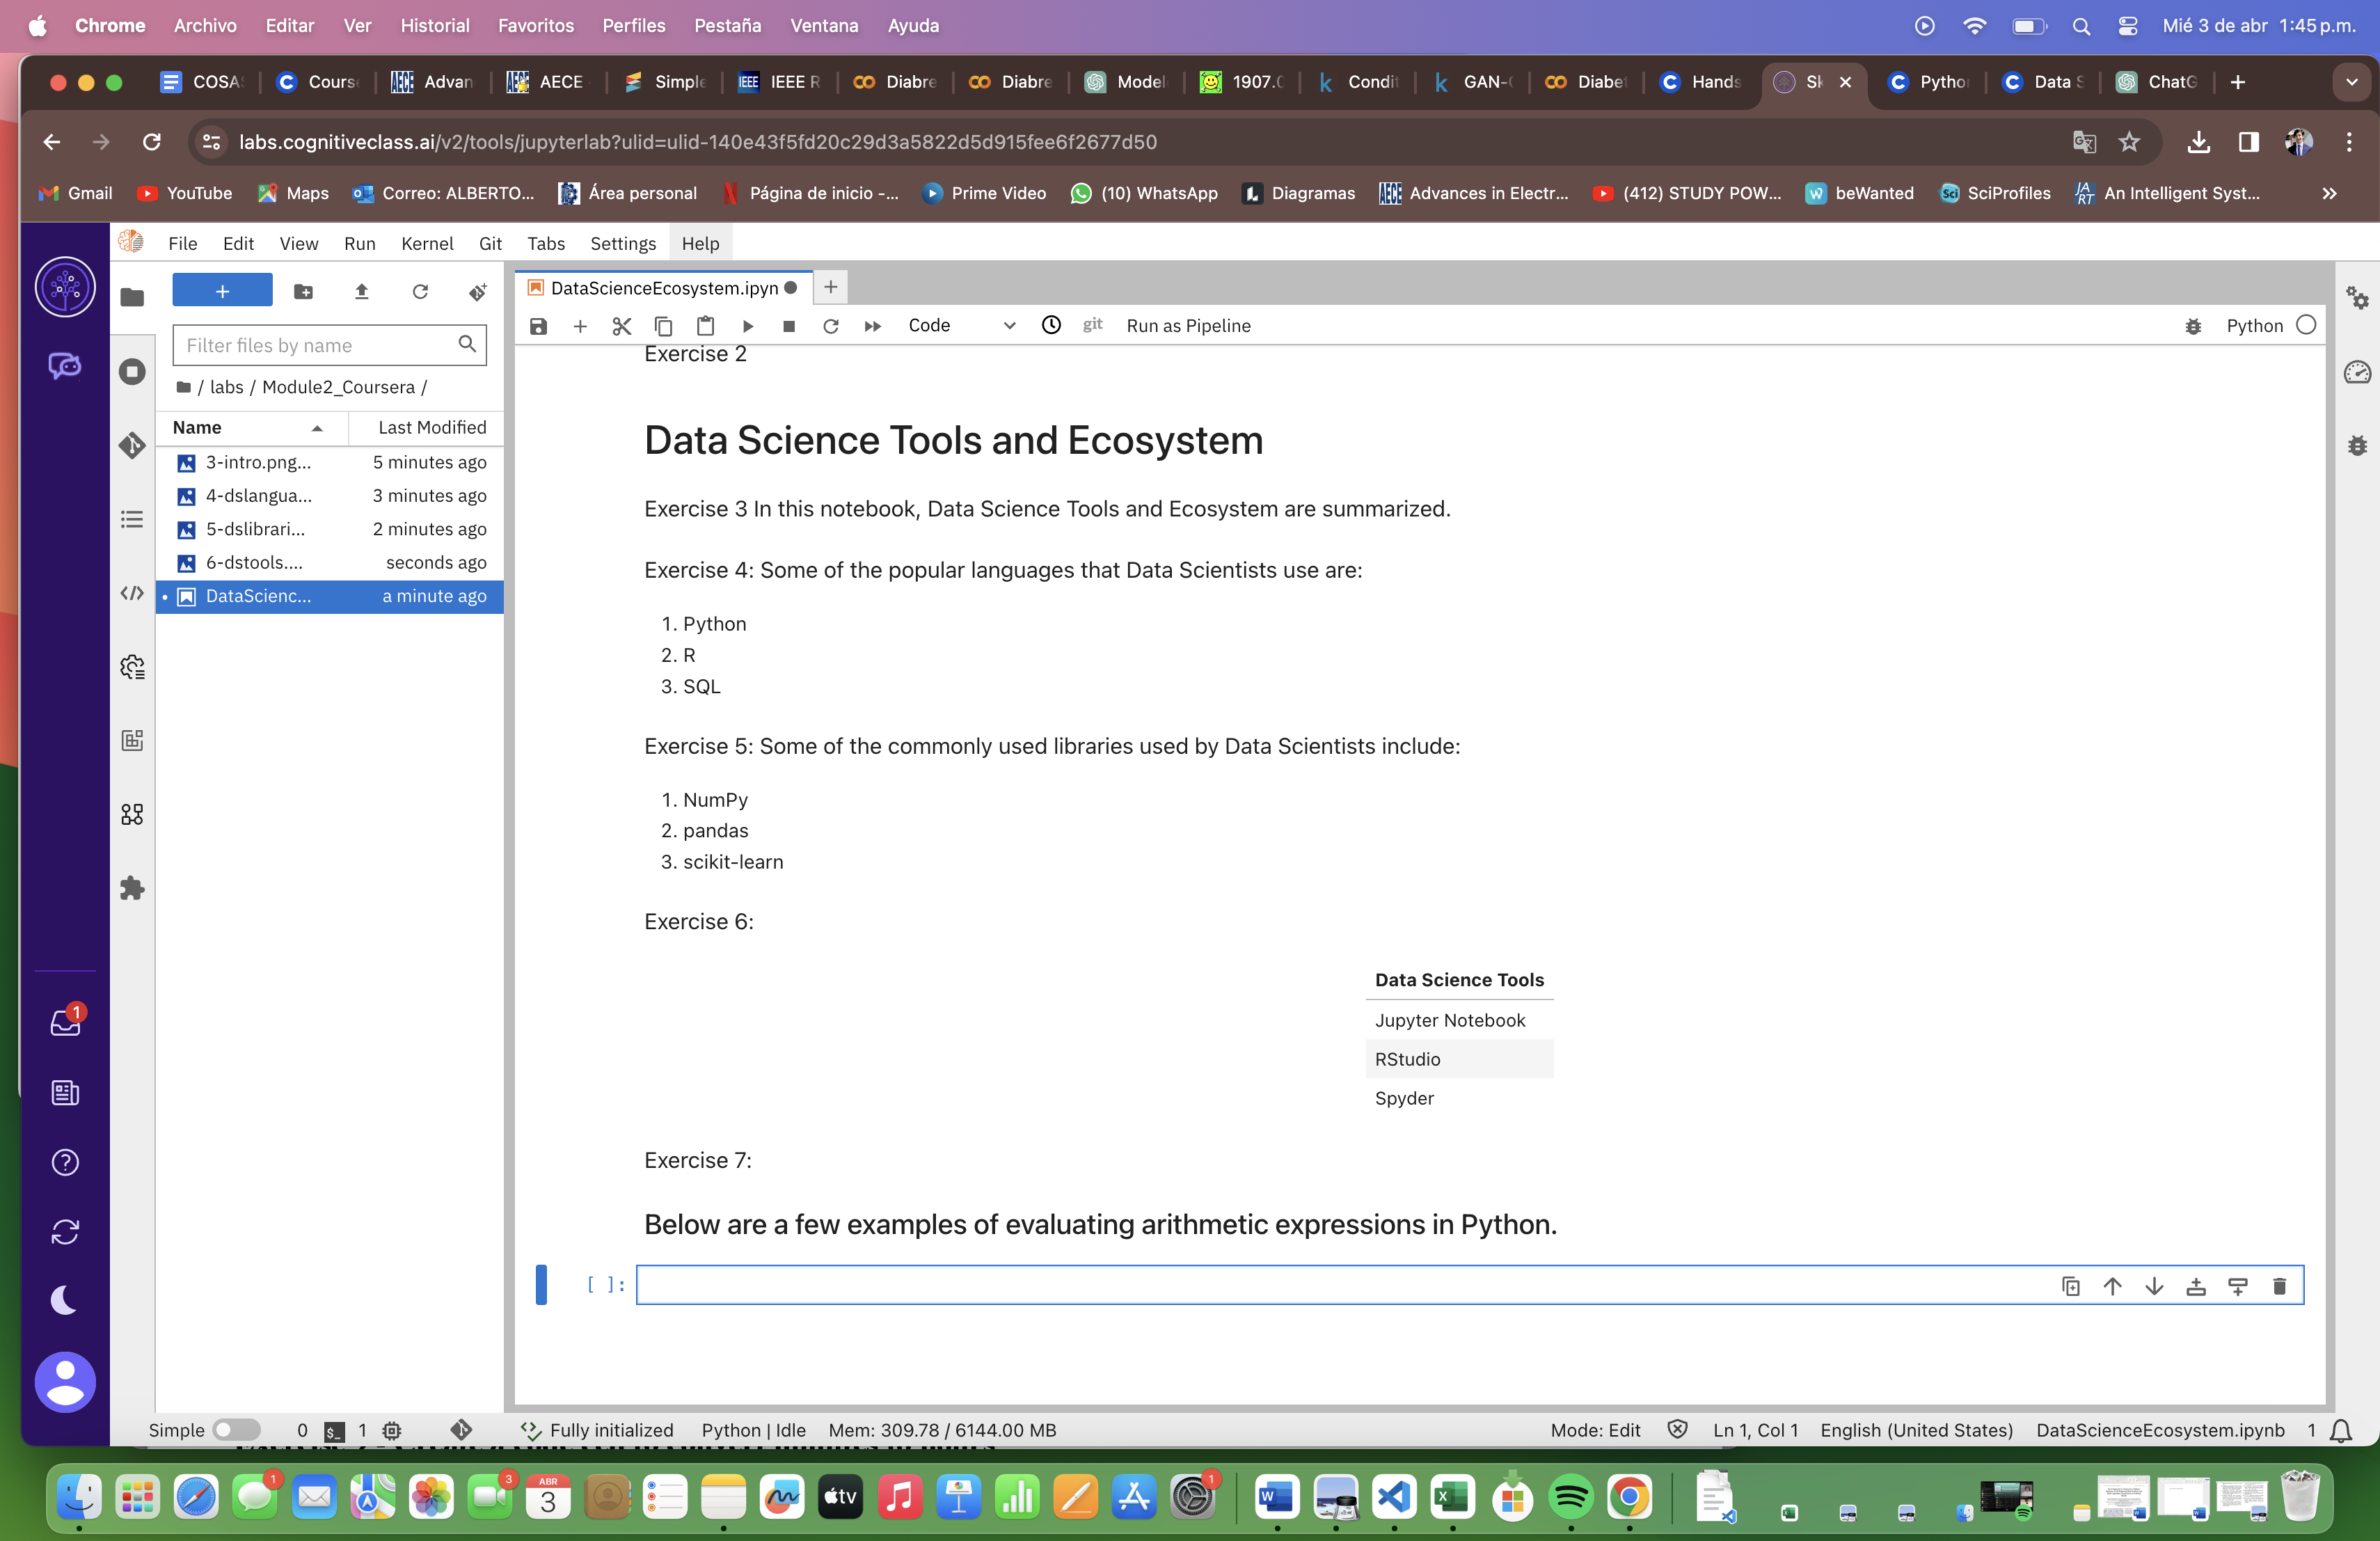 Chrome Archivo Editar Ver Historial Favoritos Perfiles Pestaña Ventana Ayuda Mié 3 de abr 1:45 p.m.
COSA Cours Advan AECE Simple IEEE R Diabre Diabre Model 1907.0 Condit GAN- Diabet Hands Sk Pytho Data S ChatG
labs.cognitiveclass.ai/v2/tools/jupyterlab?ulid=ulid-140e43f5fd20c29d3a5822d5d915fee6f2677d50
Gmail YouTube Maps Correo: ALBERTO... Área personal Página de inicio -... Prime Video (10) WhatsApp Diagramas Advances in Electr... (412) STUDY POW... beWanted SciProfiles An Intelligent Syst...
File Edit View Run Kernel Git Tabs Settings Help
DataScienceEcosystem.ipyn
Code git Run as Pipeline Python
Filter files by name
/ labs / Module2_Coursera /
Name Last Modified
3-intro.png... 5 minutes ago
4-dslangua... 3 minutes ago
5-dslibrari... 2 minutes ago
6-dstools.... seconds ago
DataScienc... a minute ago
Exercise 2
Data Science Tools and Ecosystem
Exercise 3 In this notebook, Data Science Tools and Ecosystem are summarized.
Exercise 4: Some of the popular languages that Data Scientists use are:
1. Python
2. R
3. SQL
Exercise 5: Some of the commonly used libraries used by Data Scientists include:
1. NumPy
2. pandas
3. scikit-learn
Exercise 6:
Data Science Tools
Jupyter Notebook
RStudio
Spyder
Exercise 7:
Below are a few examples of evaluating arithmetic expressions in Python.
[ ]:
1
Simple 0 $_ 1 Fully initialized Python | Idle Mem: 309.78 / 6144.00 MB Mode: Edit Ln 1, Col 1 English (United States) DataScienceEcosystem.ipynb 1
1 3 ABR 3 tv 1